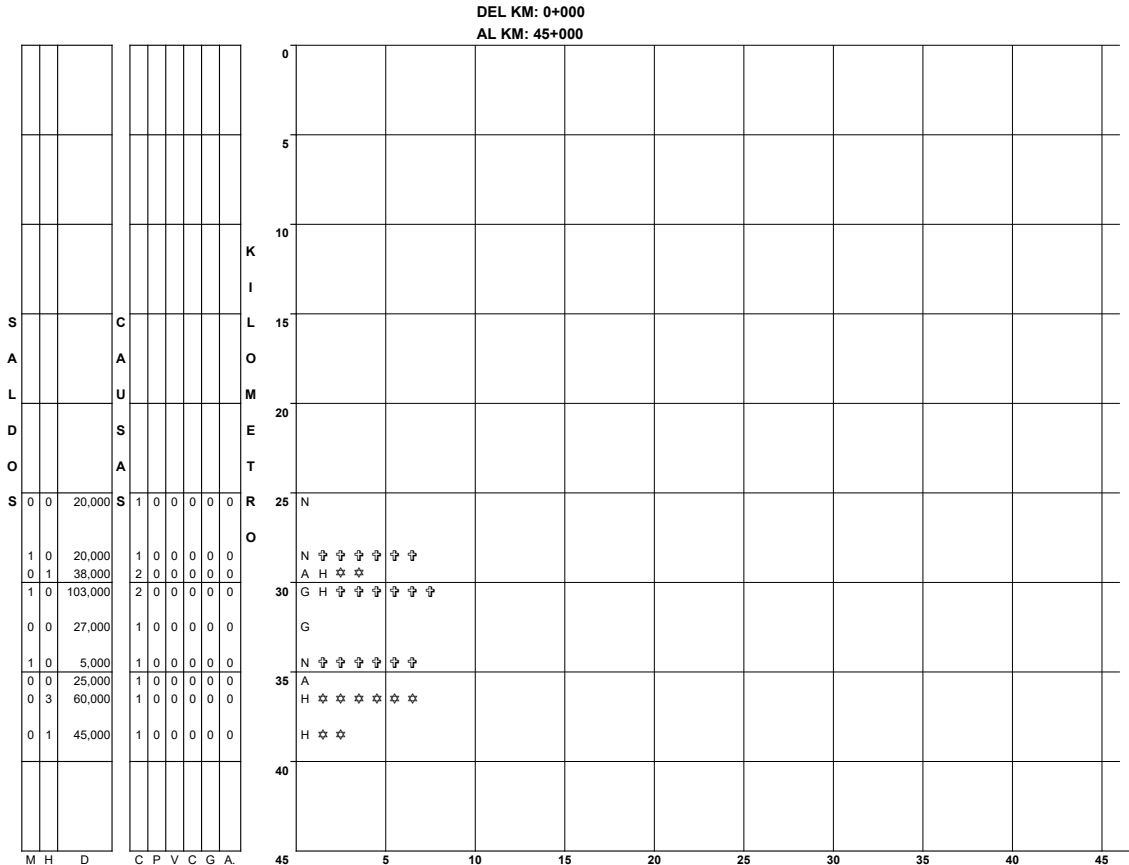 DEL KM: 0+000
AL KM: 45+000
SALDOS
CAUSAS
KILOMETRO
0
5
10
15
20
0 0 20,000 1 0 0 0 0 0 25 N
1 0 20,000 1 0 0 0 0 0 N ✞ ✞ ✞ ✞ ✞ ✞
0 1 38,000 2 0 0 0 0 0 A H ✡ ✡
1 0 103,000 2 0 0 0 0 0 30 G H ✞ ✞ ✞ ✞ ✞ ✞
0 0 27,000 1 0 0 0 0 0 G
1 0 5,000 1 0 0 0 0 0 N ✞ ✞ ✞ ✞ ✞ ✞
0 0 25,000 1 0 0 0 0 0 35 A
0 3 60,000 1 0 0 0 0 0 H ✡ ✡ ✡ ✡ ✡ ✡
0 1 45,000 1 0 0 0 0 0 H ✡ ✡
40
M H D C P V C G A. 45 5 10 15 20 25 30 35 40 45